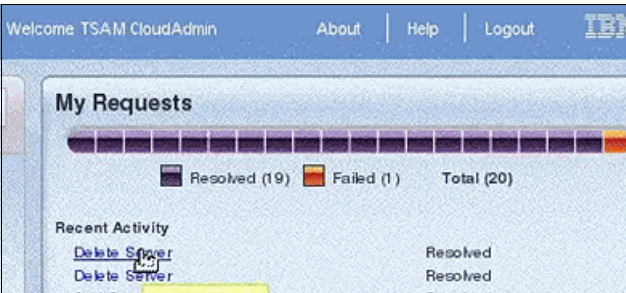 Welcome TSAM CloudAdmin About Help Logout IBM
My Requests
Resolved (19) Failed (1) Total (20)
Recent Activity
Delete Server Resolved
Delete Server Resolved